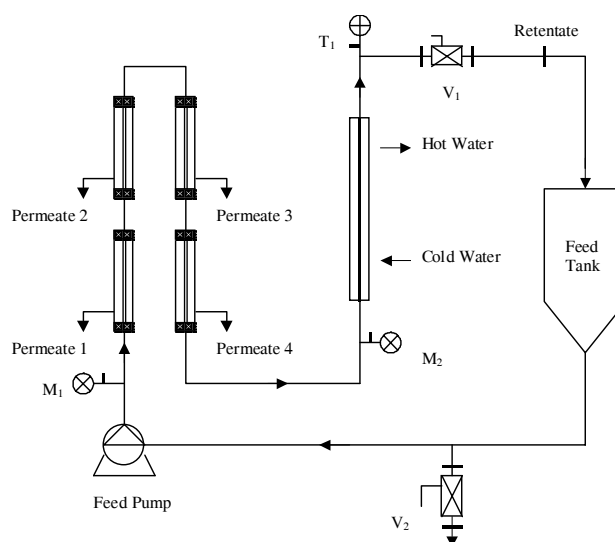 T1
Retentate
V1
Hot Water
Permeate 2
Permeate 3
Feed
Tank
Cold Water
Permeate 1
Permeate 4
M2
M1
Feed Pump
V2